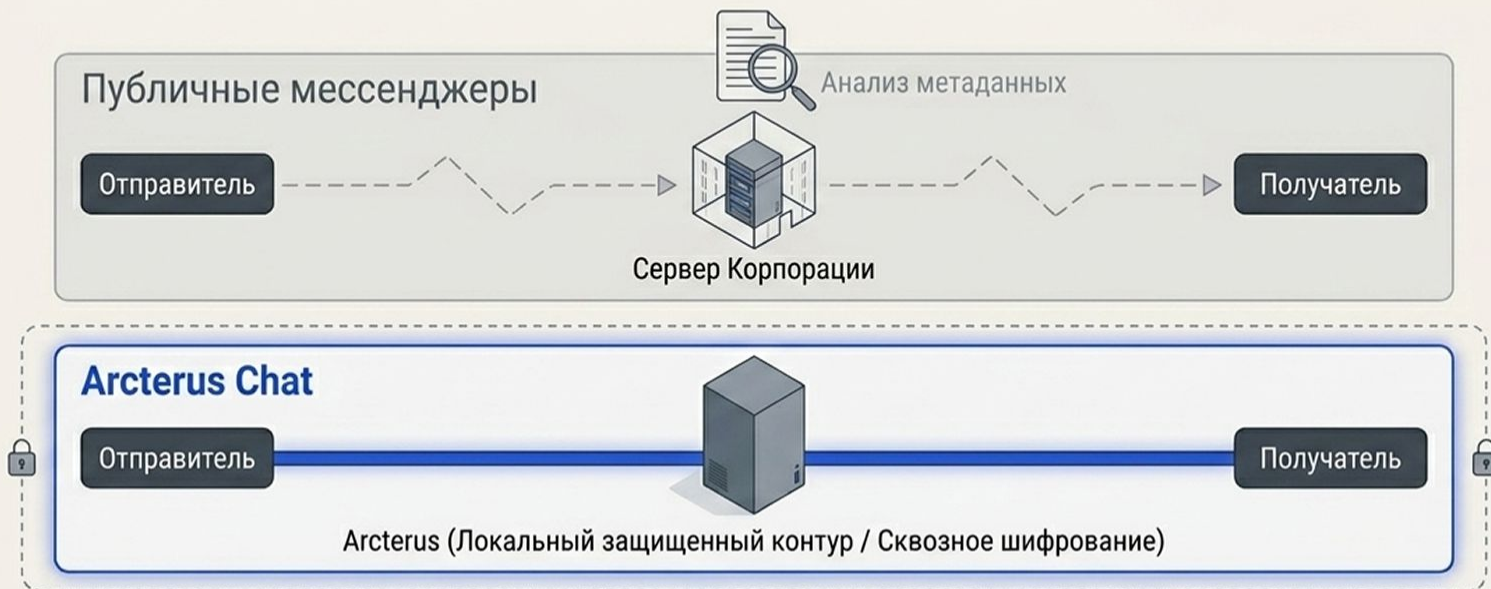 Анализ метаданных
Публичные мессенджеры
Отправитель
Получатель
Сервер Корпорации
Arcterus Chat
Отправитель
Получатель
Arcterus (Локальный защищенный контур / Сквозное шифрование)